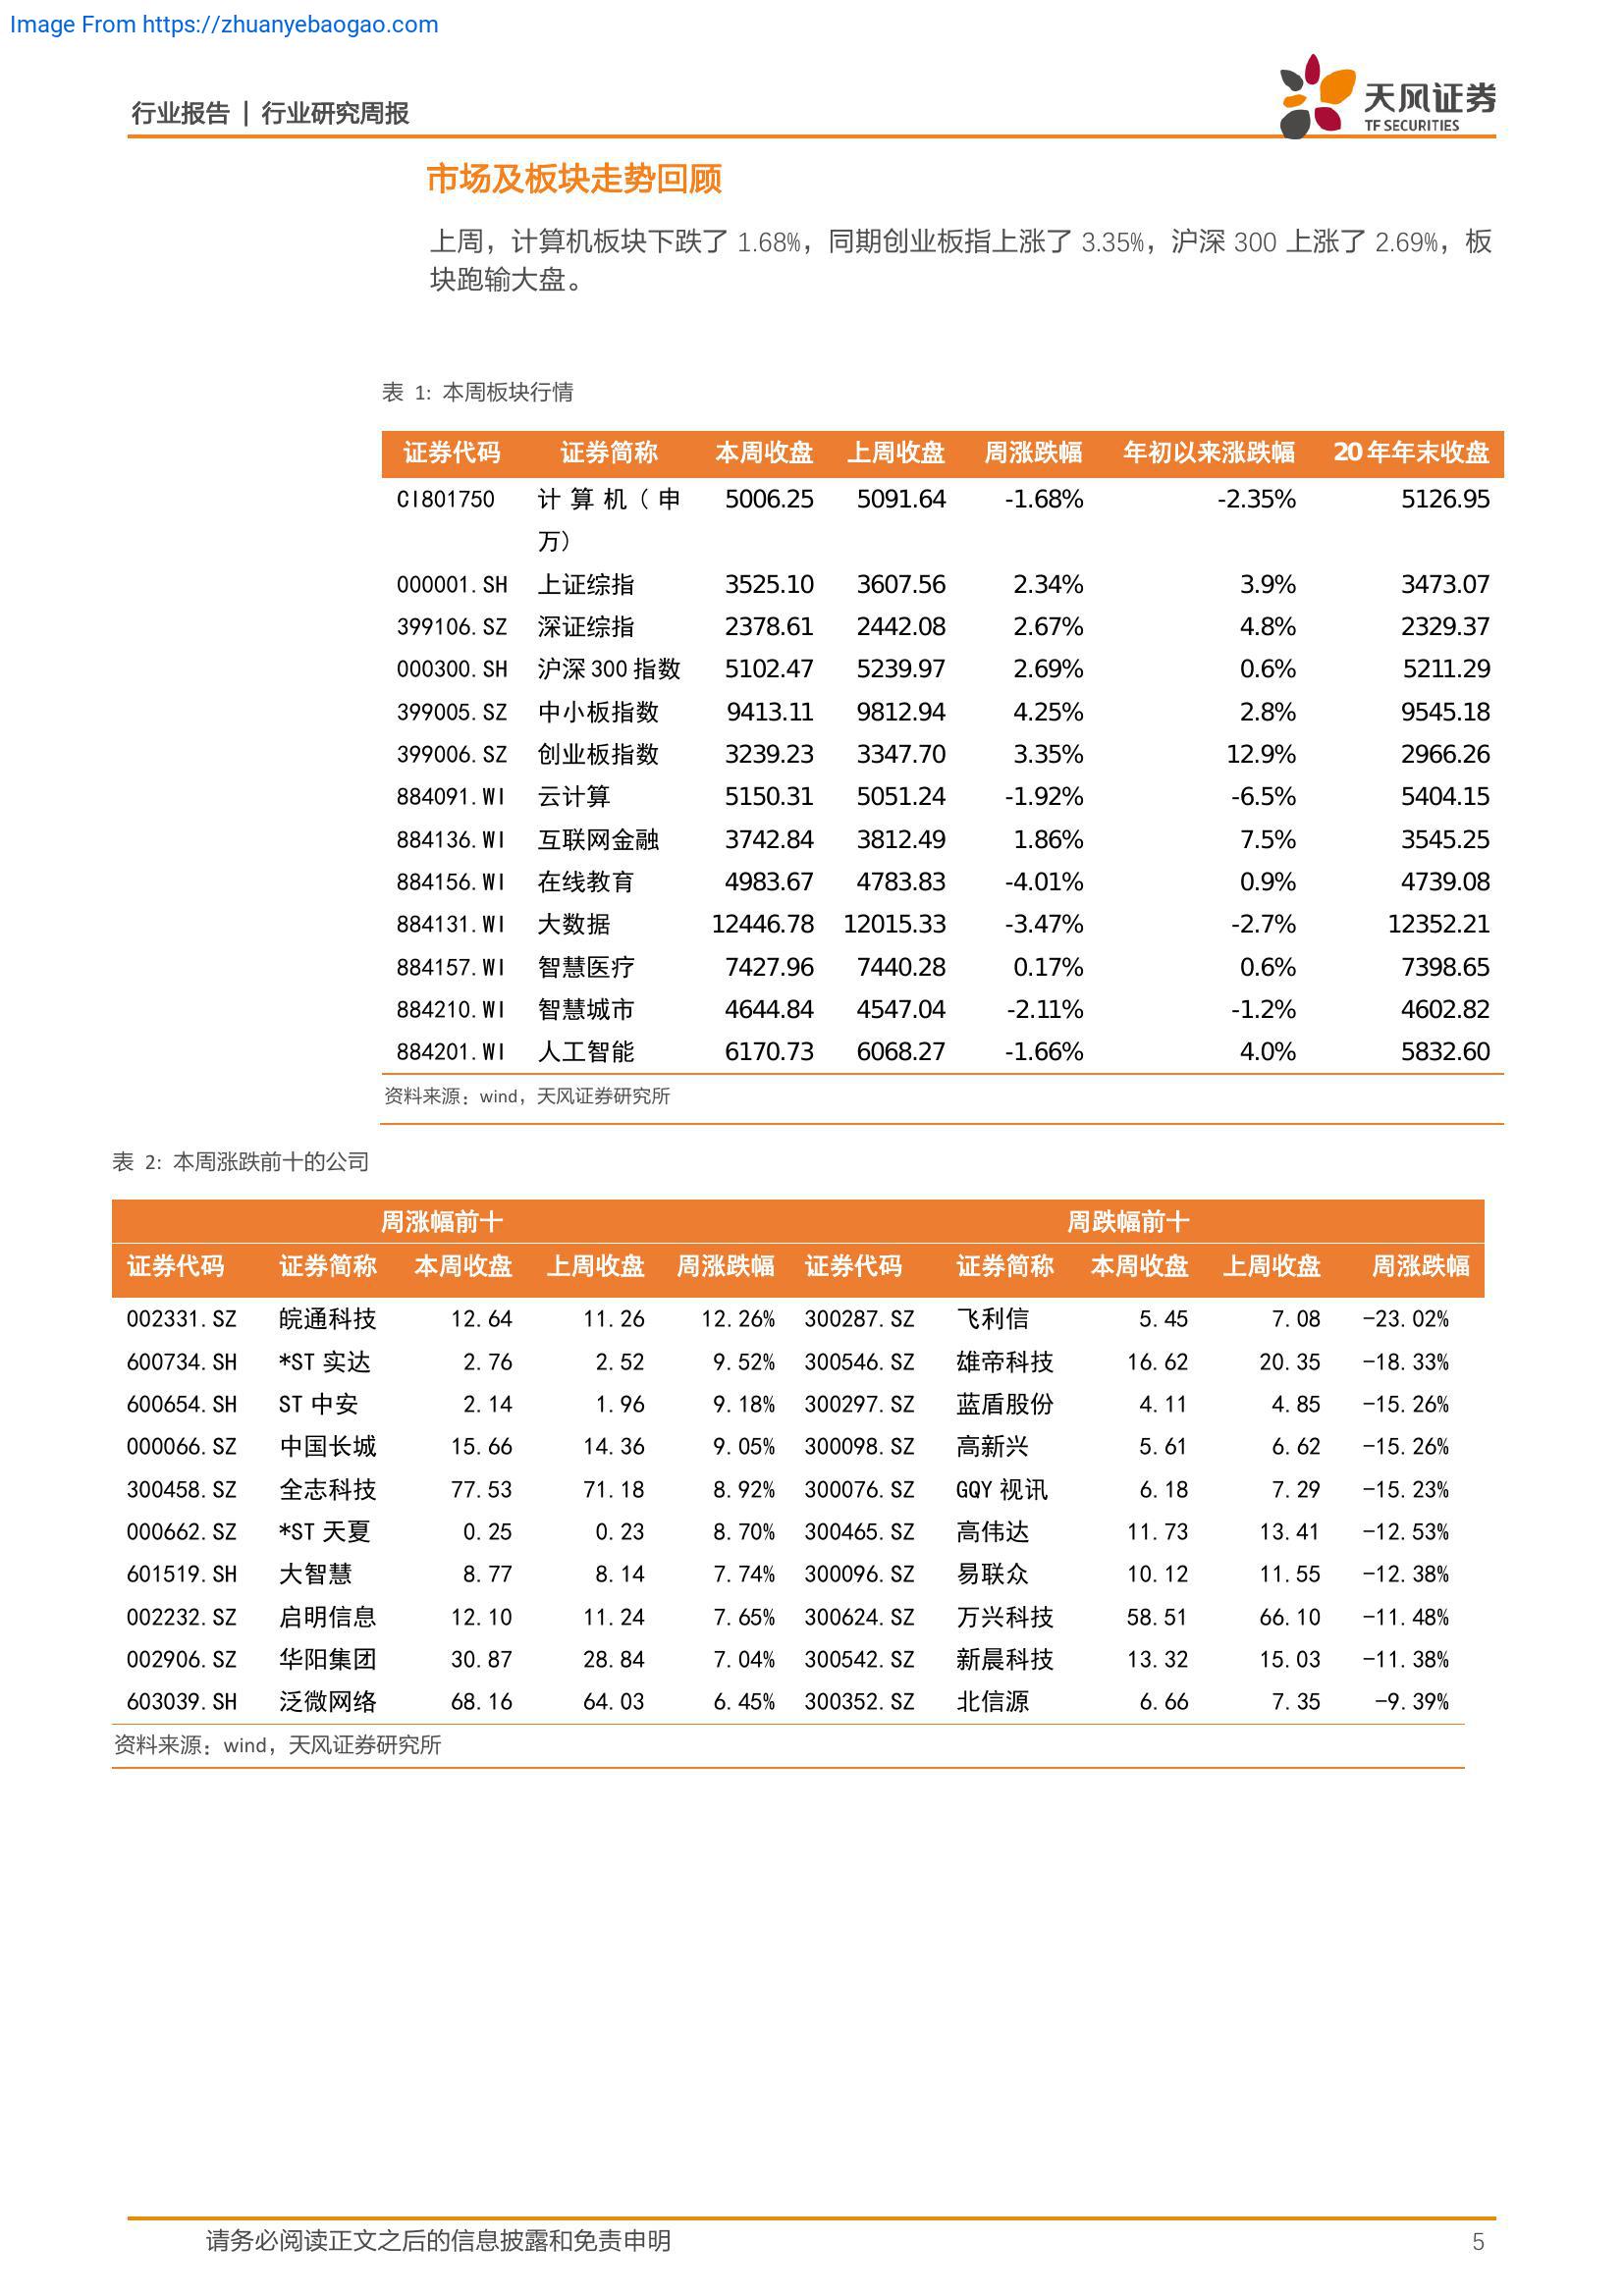 Image From https://zhuanyebaogao.com
行业报告 | 行业研究周报
天风证券
TF SECURITIES
市场及板块走势回顾
上周，计算机板块下跌了 1.68%，同期创业板指上涨了 3.35%，沪深 300 上涨了 2.69%，板
块跑输大盘。
表 1：本周板块行情
证券代码 证券简称 本周收盘 上周收盘 周涨跌幅 年初以来涨跌幅 20 年年末收盘
CI801750 计算机（申 5006.25 5091.64 -1.68% -2.35% 5126.95
万）
000001.SH 上证综指 3525.10 3607.56 2.34% 3.9% 3473.07
399106.SZ 深证综指 2378.61 2442.08 2.67% 4.8% 2329.37
000300.SH 沪深 300 指数 5102.47 5239.97 2.69% 0.6% 5211.29
399005.SZ 中小板指数 9413.11 9812.94 4.25% 2.8% 9545.18
399006.SZ 创业板指数 3239.23 3347.70 3.35% 12.9% 2966.26
884091.WI 云计算 5150.31 5051.24 -1.92% -6.5% 5404.15
884136.WI 互联网金融 3742.84 3812.49 1.86% 7.5% 3545.25
884156.WI 在线教育 4983.67 4783.83 -4.01% 0.9% 4739.08
884131.WI 大数据 12446.78 12015.33 -3.47% -2.7% 12352.21
884157.WI 智慧医疗 7427.96 7440.28 0.17% 0.6% 7398.65
884210.WI 智慧城市 4644.84 4547.04 -2.11% -1.2% 4602.82
884201.WI 人工智能 6170.73 6068.27 -1.66% 4.0% 5832.60
资料来源：wind，天风证券研究所
表 2：本周涨跌前十的公司
周涨幅前十 周跌幅前十
证券代码 证券简称 本周收盘 上周收盘 周涨跌幅 证券代码 证券简称 本周收盘 上周收盘 周涨跌幅
002331.SZ 皖通科技 12.64 11.26 12.26% 300287.SZ 飞利信 5.45 7.08 -23.02%
600734.SH *ST 实达 2.76 2.52 9.52% 300546.SZ 雄帝科技 16.62 20.35 -18.33%
600654.SH ST 中安 2.14 1.96 9.18% 300297.SZ 蓝盾股份 4.11 4.85 -15.26%
000066.SZ 中国长城 15.66 14.36 9.05% 300098.SZ 高新兴 5.61 6.62 -15.26%
300458.SZ 全志科技 77.53 71.18 8.92% 300076.SZ GQY 视讯 6.18 7.29 -15.23%
000662.SZ *ST 天夏 0.25 0.23 8.70% 300465.SZ 高伟达 11.73 13.41 -12.53%
601519.SH 大智慧 8.77 8.14 7.74% 300096.SZ 易联众 10.12 11.55 -12.38%
002232.SZ 启明信息 12.10 11.24 7.65% 300624.SZ 万兴科技 58.51 66.10 -11.48%
002906.SZ 华阳集团 30.87 28.84 7.04% 300542.SZ 新晨科技 13.32 15.03 -11.38%
603039.SH 泛微网络 68.16 64.03 6.45% 300352.SZ 北信源 6.66 7.35 -9.39%
资料来源：wind，天风证券研究所
请务必阅读正文之后的信息披露和免责申明 5